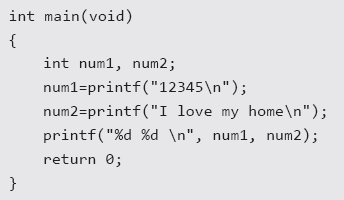 int main(void)
{
    int num1, num2;
    num1=printf("12345\n");
    num2=printf("I love my home\n");
    printf("%d %d \n", num1, num2);
    return 0;
}